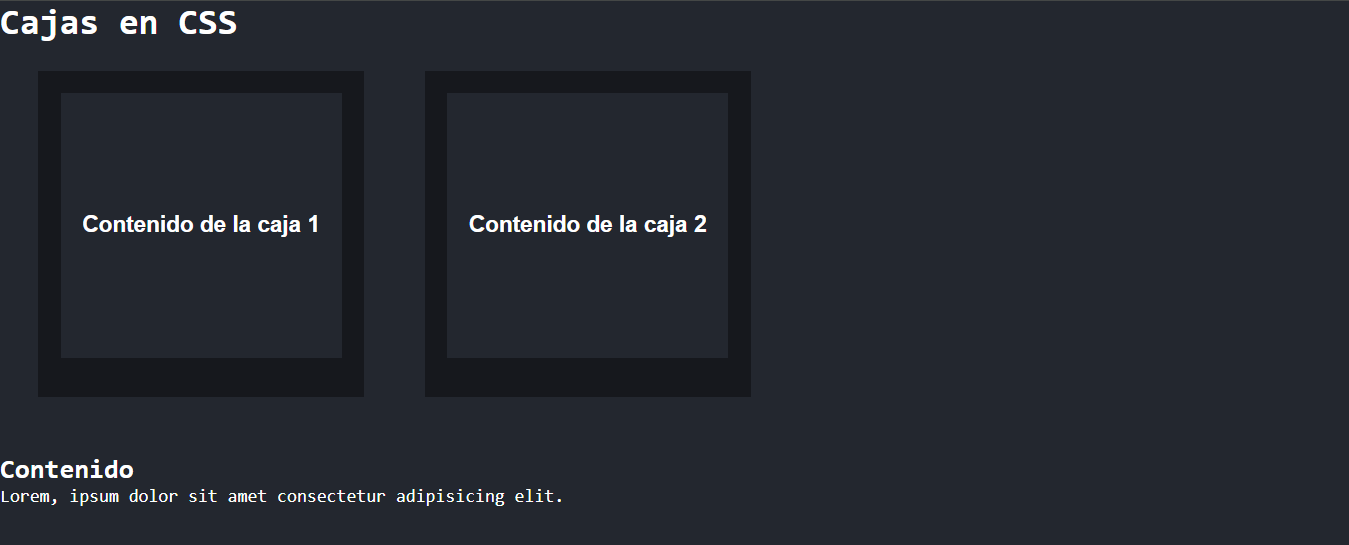 Cajas en CSS
Contenido de la caja 1
Contenido de la caja 2
Contenido
Lorem, ipsum dolor sit amet consectetur adipisicing elit.